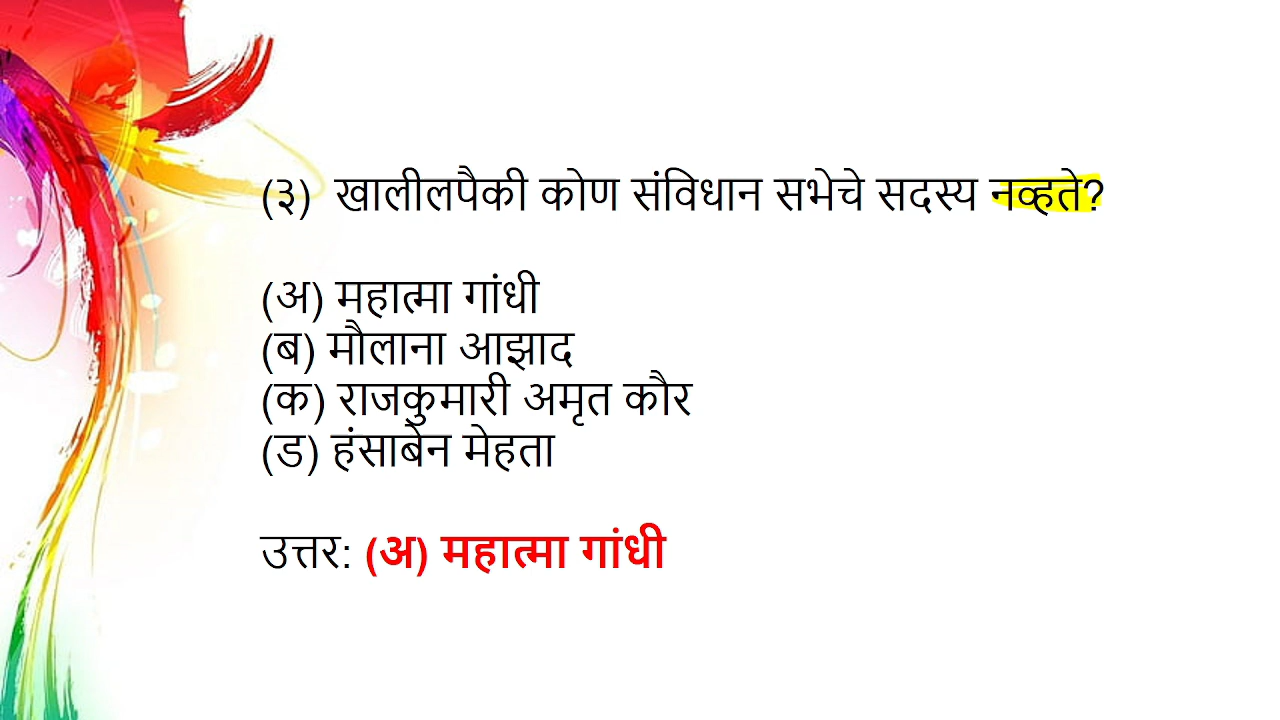 (३) खालीलपैकी कोण संविधान सभेचे सदस्य नव्हते?
(अ) महात्मा गांधी
(ब) मौलाना आझाद
(क) राजकुमारी अमृत कौर
(ड) हंसाबेन मेहता
उत्तर: (अ) महात्मा गांधी